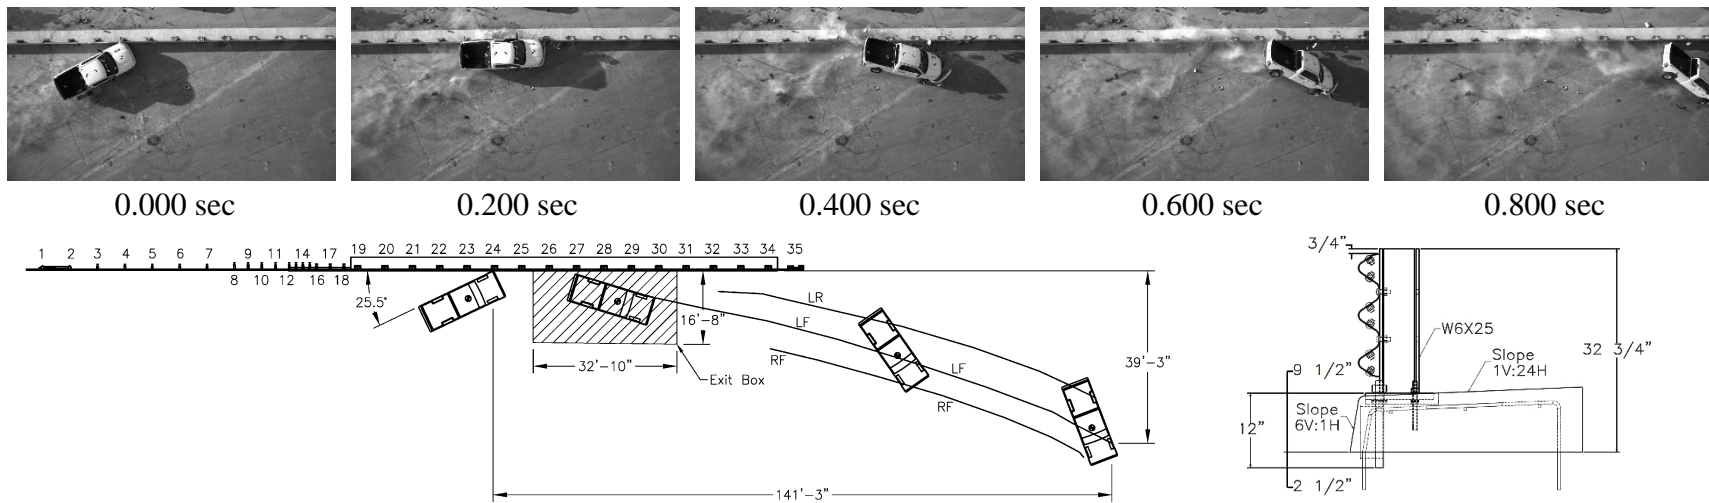 0.000 sec 0.200 sec 0.400 sec 0.600 sec 0.800 sec
1 2 3 4 5 6 7 9 11 14 17 19 20 21 22 23 24 25 26 27 28 29 30 31 32 33 34 35
8 10 12 16 18
25.5°
16'-8"
32'-10"
Exit Box
LR
LF
RF
LF
RF
39'-3"
141'-3"
3/4"
W6X25
Slope
1V:24H
32 3/4"
9 1/2"
Slope
6V:1H
12"
2 1/2"